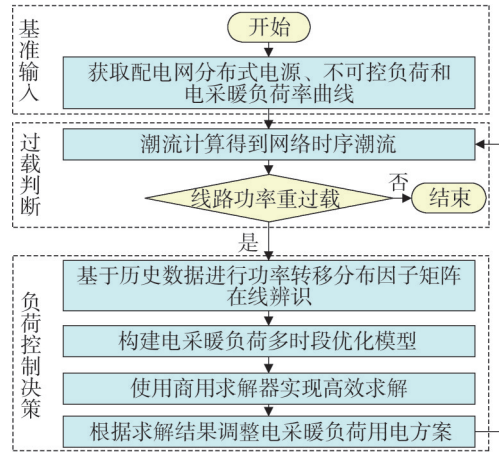 基准输入
开始
获取配电网分布式电源、不可控负荷和
电采暖负荷率曲线
过载判断
潮流计算得到网络时序潮流
线路功率重过载
否
结束
是
负荷控制决策
基于历史数据进行功率转移分布因子矩阵
在线辨识
构建电采暖负荷多时段优化模型
使用商用求解器实现高效求解
根据求解结果调整电采暖负荷用电方案